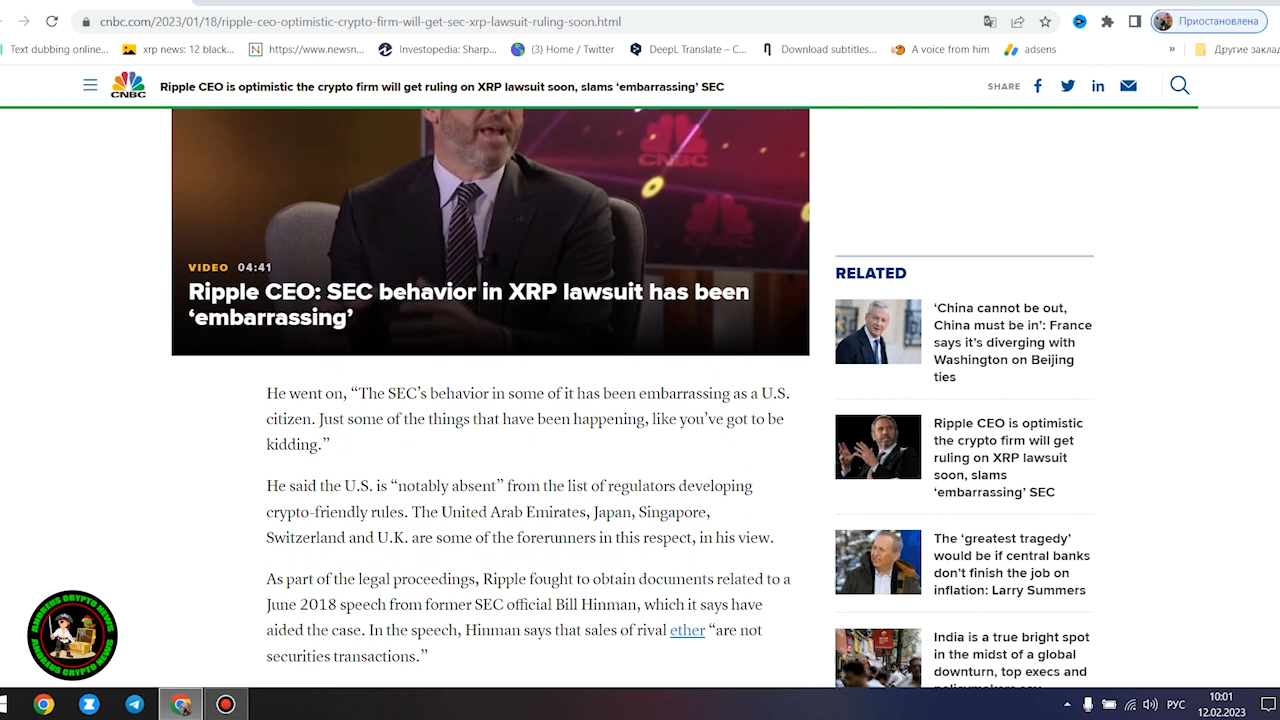 cnbc.com/2023/01/18/ripple-ceo-optimistic-crypto-firm-will-get-sec-xrp-lawsuit-ruling-soon.html
Приостановлена
Text dubbing online...
xrp news: 12 black...
https://www.newsn...
Investopedia: Sharp...
(3) Home / Twitter
DeepL Translate – C...
Download subtitles...
A voice from him
adsens
»
Другие закла
CNBC
Ripple CEO is optimistic the crypto firm will get ruling on XRP lawsuit soon, slams ‘embarrassing’ SEC
SHARE
CNBC
VIDEO 04:41
Ripple CEO: SEC behavior in XRP lawsuit has been
‘embarrassing’
He went on, “The SEC’s behavior in some of it has been embarrassing as a U.S.
citizen. Just some of the things that have been happening, like you’ve got to be
kidding.”
He said the U.S. is “notably absent” from the list of regulators developing
crypto-friendly rules. The United Arab Emirates, Japan, Singapore,
Switzerland and U.K. are some of the forerunners in this respect, in his view.
As part of the legal proceedings, Ripple fought to obtain documents related to a
June 2018 speech from former SEC official Bill Hinman, which it says have
aided the case. In the speech, Hinman says that sales of rival ether “are not
securities transactions.”
RELATED
‘China cannot be out,
China must be in’: France
says it’s diverging with
Washington on Beijing
ties
Ripple CEO is optimistic
the crypto firm will get
ruling on XRP lawsuit
soon, slams
‘embarrassing’ SEC
The ‘greatest tragedy’
would be if central banks
don’t finish the job on
inflation: Larry Summers
India is a true bright spot
in the midst of a global
downturn, top execs and
policymakers say
ANDREUS CRYPTO NEWS
ANDREUS CRYPTO NEWS
РУС
10:01
12.02.2023